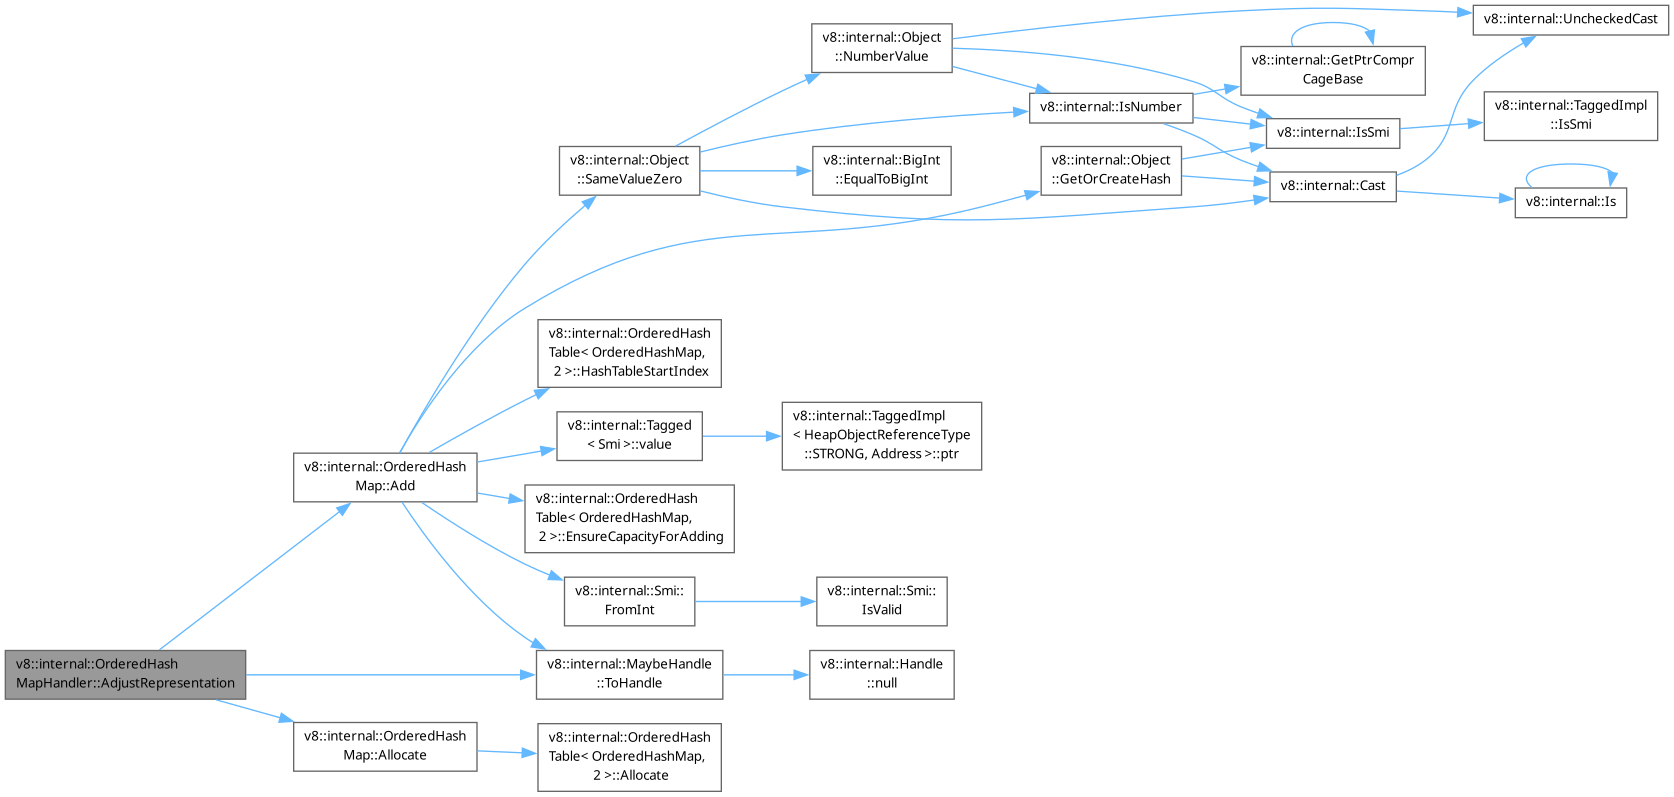 v8::internal::UncheckedCast
v8::internal::Object
::NumberValue
v8::internal::GetPtrCompr
CageBase
v8::internal::IsNumber
v8::internal::TaggedImpl
::IsSmi
v8::internal::IsSmi
v8::internal::Object
::SameValueZero
v8::internal::BigInt
::EqualToBigInt
v8::internal::Object
::GetOrCreateHash
v8::internal::Cast
v8::internal::Is
v8::internal::OrderedHash
Table< OrderedHashMap,
2 >::HashTableStartIndex
v8::internal::Tagged
< Smi >::value
v8::internal::TaggedImpl
< HeapObjectReferenceType
::STRONG, Address >::ptr
v8::internal::OrderedHash
Map::Add
v8::internal::OrderedHash
Table< OrderedHashMap,
2 >::EnsureCapacityForAdding
v8::internal::Smi::
FromInt
v8::internal::Smi::
IsValid
v8::internal::OrderedHash
MapHandler::AdjustRepresentation
v8::internal::MaybeHandle
::ToHandle
v8::internal::Handle
::null
v8::internal::OrderedHash
Map::Allocate
v8::internal::OrderedHash
Table< OrderedHashMap,
2 >::Allocate